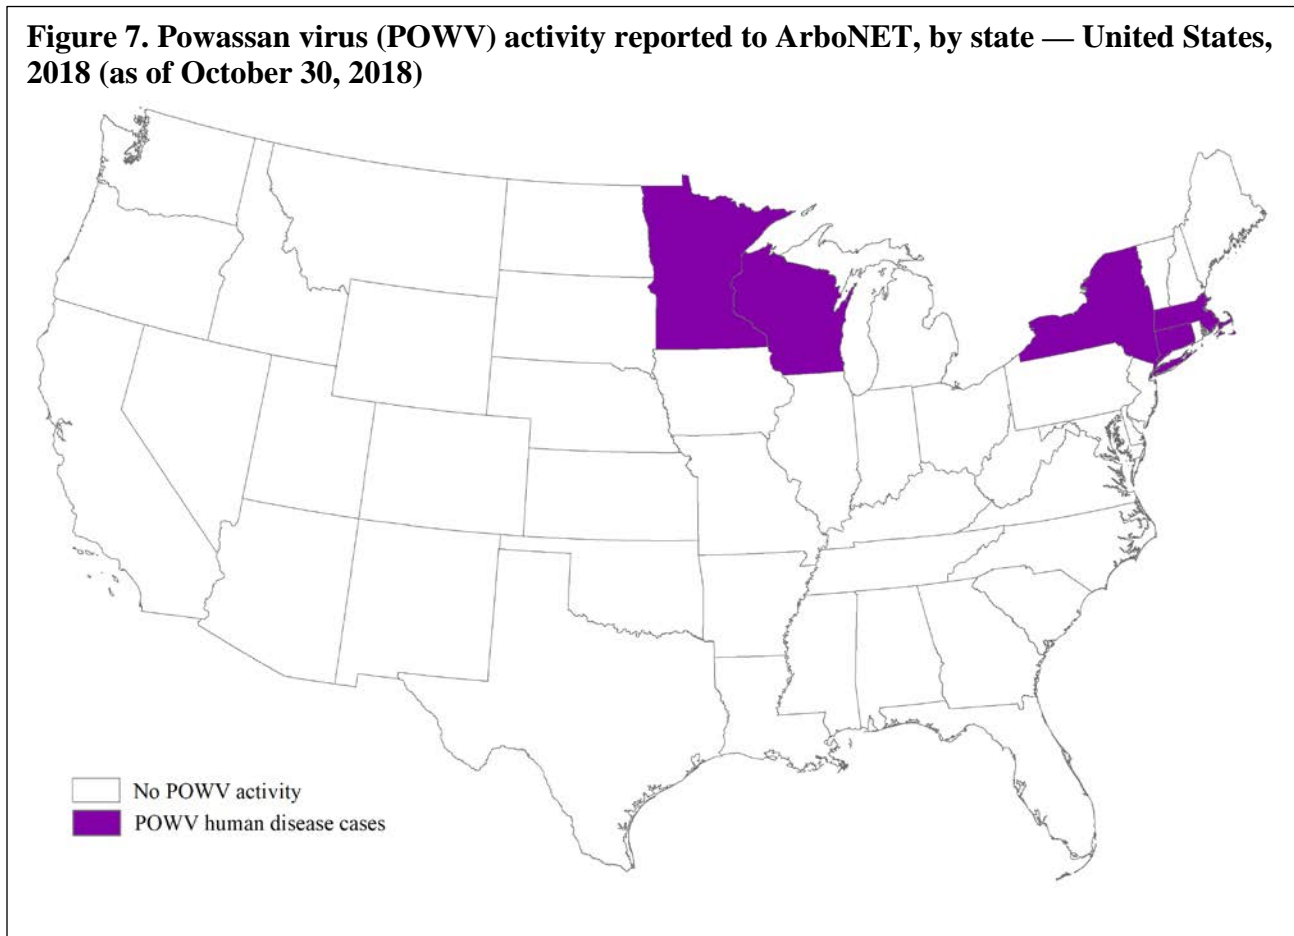 Figure 7. Powassan virus (POWV) activity reported to ArboNET, by state — United States,
2018 (as of October 30, 2018)
No POWV activity
POWV human disease cases